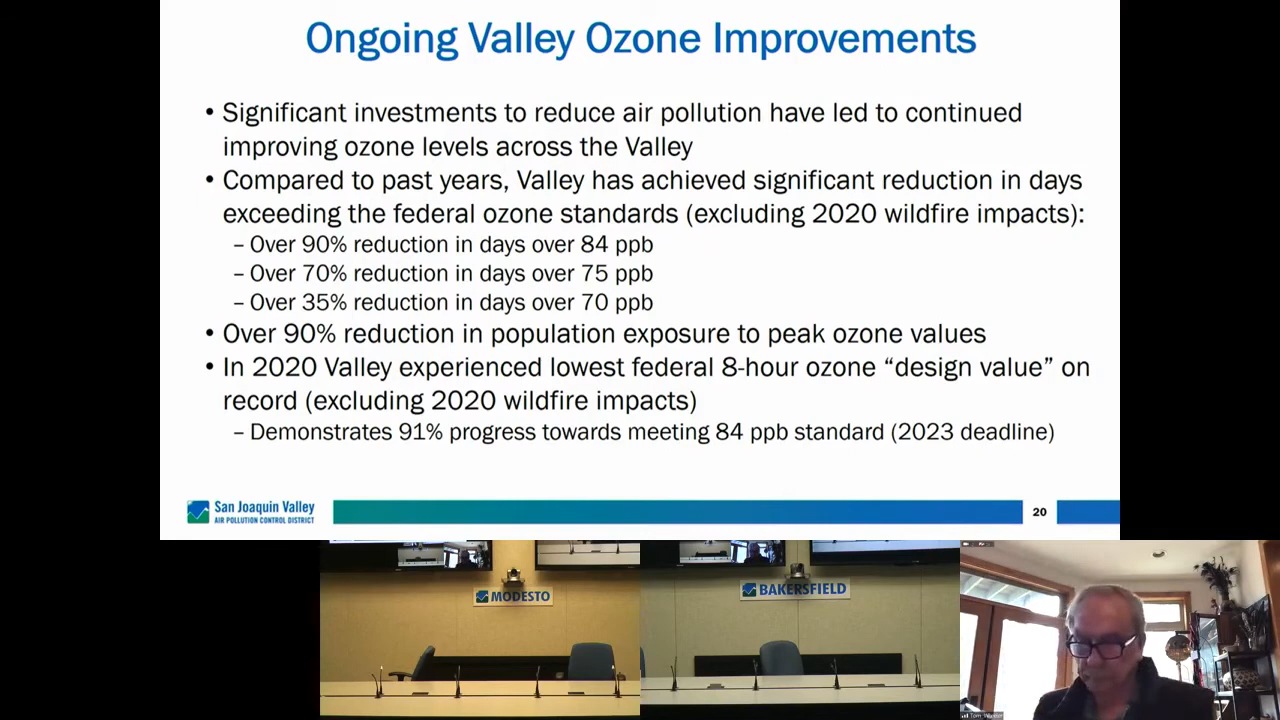 Ongoing Valley Ozone Improvements
• Significant investments to reduce air pollution have led to continued
improving ozone levels across the Valley
• Compared to past years, Valley has achieved significant reduction in days
exceeding the federal ozone standards (excluding 2020 wildfire impacts):
– Over 90% reduction in days over 84 ppb
– Over 70% reduction in days over 75 ppb
– Over 35% reduction in days over 70 ppb
• Over 90% reduction in population exposure to peak ozone values
• In 2020 Valley experienced lowest federal 8-hour ozone “design value” on
record (excluding 2020 wildfire impacts)
– Demonstrates 91% progress towards meeting 84 ppb standard (2023 deadline)
San Joaquin Valley
AIR POLLUTION CONTROL DISTRICT
20
MODESTO
BAKERSFIELD
Tom